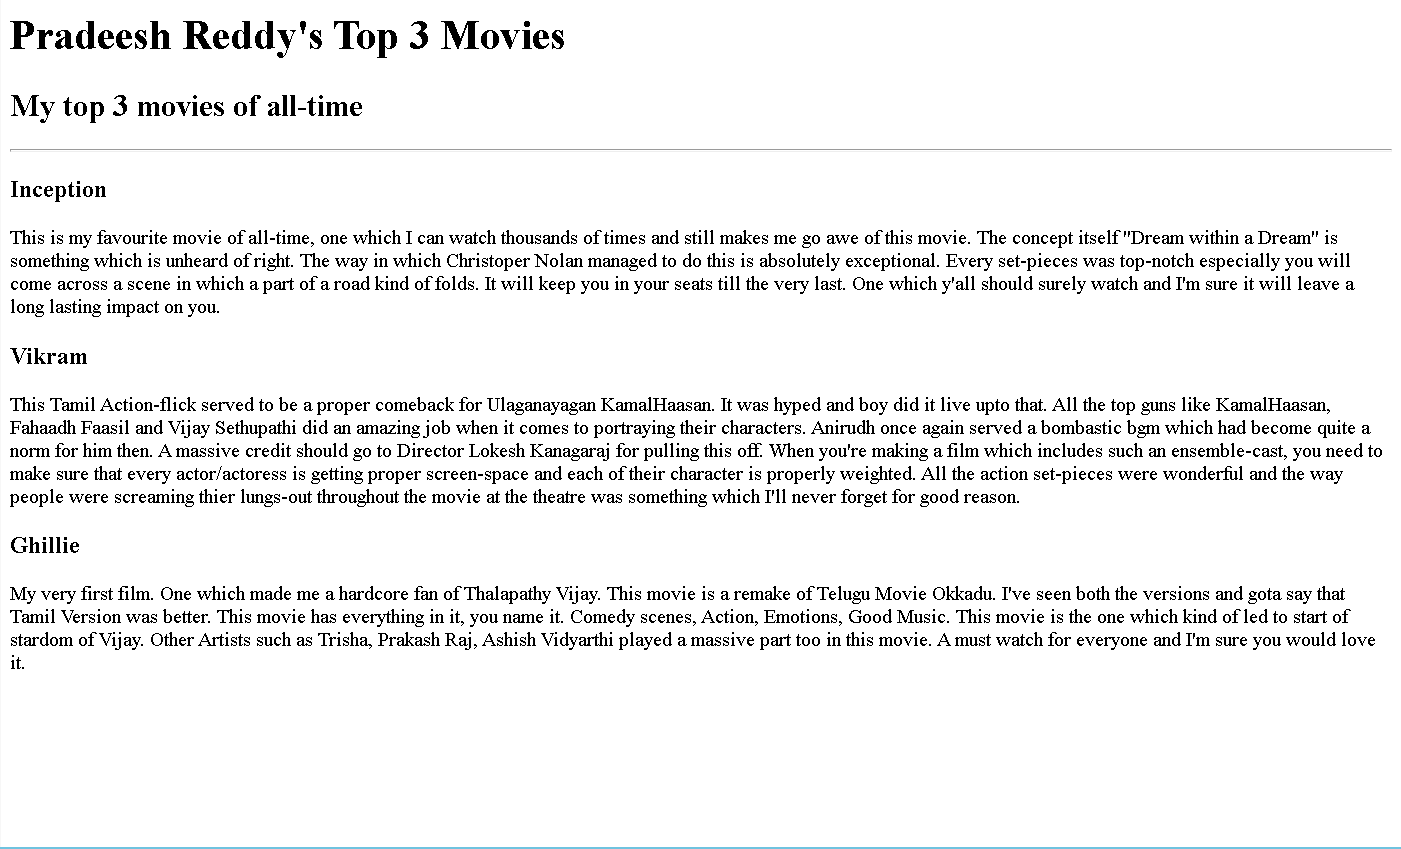 Pradeesh Reddy's Top 3 Movies
My top 3 movies of all-time
Inception
This is my favourite movie of all-time, one which I can watch thousands of times and still makes me go awe of this movie. The concept itself "Dream within a Dream" is
something which is unheard of right. The way in which Christoper Nolan managed to do this is absolutely exceptional. Every set-pieces was top-notch especially you will
come across a scene in which a part of a road kind of folds. It will keep you in your seats till the very last. One which y'all should surely watch and I'm sure it will leave a
long lasting impact on you.
Vikram
This Tamil Action-flick served to be a proper comeback for Ulaganayagan KamalHaasan. It was hyped and boy did it live upto that. All the top guns like KamalHaasan,
Fahaadh Faasil and Vijay Sethupathi did an amazing job when it comes to portraying their characters. Anirudh once again served a bombastic bgm which had become quite a
norm for him then. A massive credit should go to Director Lokesh Kanagaraj for pulling this off. When you're making a film which includes such an ensemble-cast, you need to
make sure that every actor/actoress is getting proper screen-space and each of their character is properly weighted. All the action set-pieces were wonderful and the way
people were screaming thier lungs-out throughout the movie at the theatre was something which I'll never forget for good reason.
Ghillie
My very first film. One which made me a hardcore fan of Thalapathy Vijay. This movie is a remake of Telugu Movie Okkadu. I've seen both the versions and gota say that
Tamil Version was better. This movie has everything in it, you name it. Comedy scenes, Action, Emotions, Good Music. This movie is the one which kind of led to start of
stardom of Vijay. Other Artists such as Trisha, Prakash Raj, Ashish Vidyarthi played a massive part too in this movie. A must watch for everyone and I'm sure you would love
it.